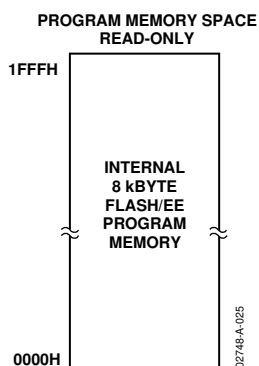 PROGRAM MEMORY SPACE
READ-ONLY
1FFFH
INTERNAL
8 kBYTE
FLASH/EE
PROGRAM
MEMORY
0000H
02748-A-025